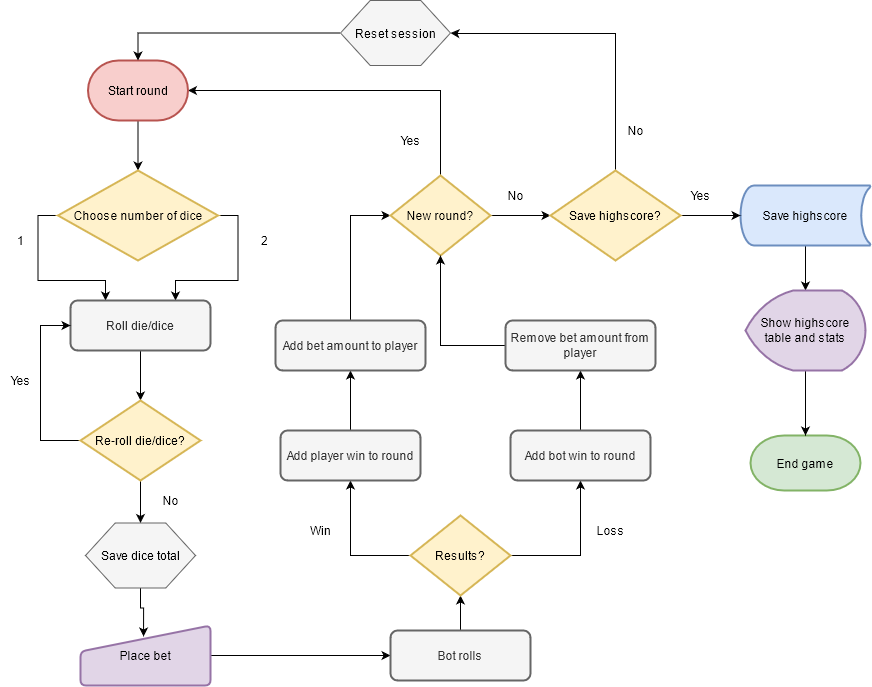 Reset session
Start round
No
Yes
Choose number of dice
New round?
No
Save highscore?
Yes
Save highscore
1
2
Roll die/dice
Add bet amount to player
Remove bet amount from
player
Show highscore
table and stats
Yes
Re-roll die/dice?
Add player win to round
Add bot win to round
End game
No
Win
Loss
Save dice total
Results?
Place bet
Bot rolls